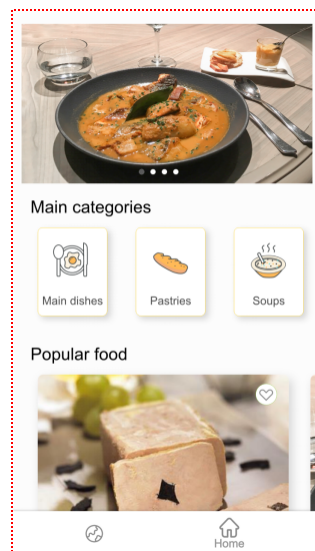 Main categories
Main dishes
Pastries
Soups
Popular food
Home